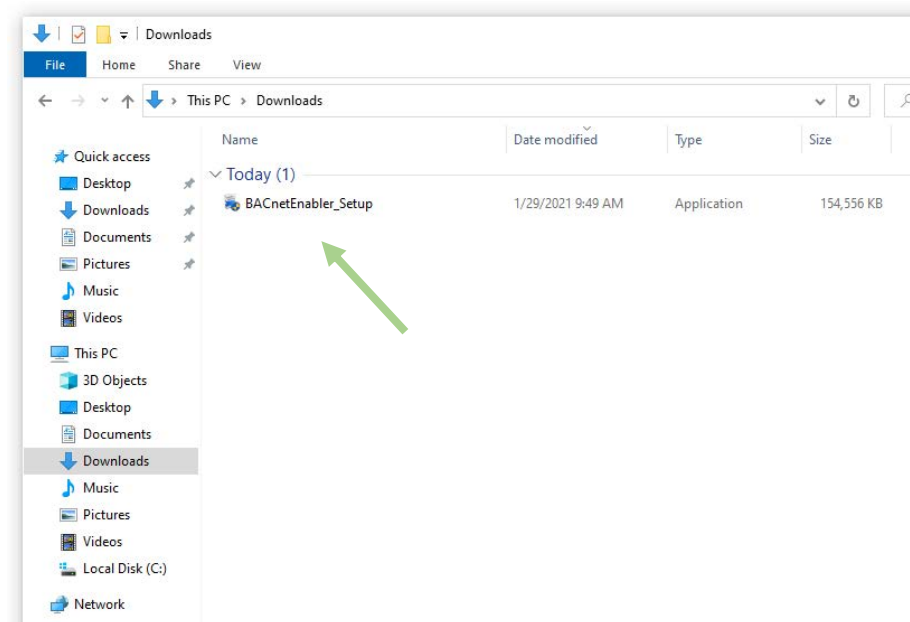 Downloads
File Home Share View
This PC > Downloads
Name Date modified Type Size
Quick access
Today (1)
Desktop
BACnetEnabler_Setup 1/29/2021 9:49 AM Application 154,556 KB
Downloads
Documents
Pictures
Music
Videos
This PC
3D Objects
Desktop
Documents
Downloads
Music
Pictures
Videos
Local Disk (C:)
Network